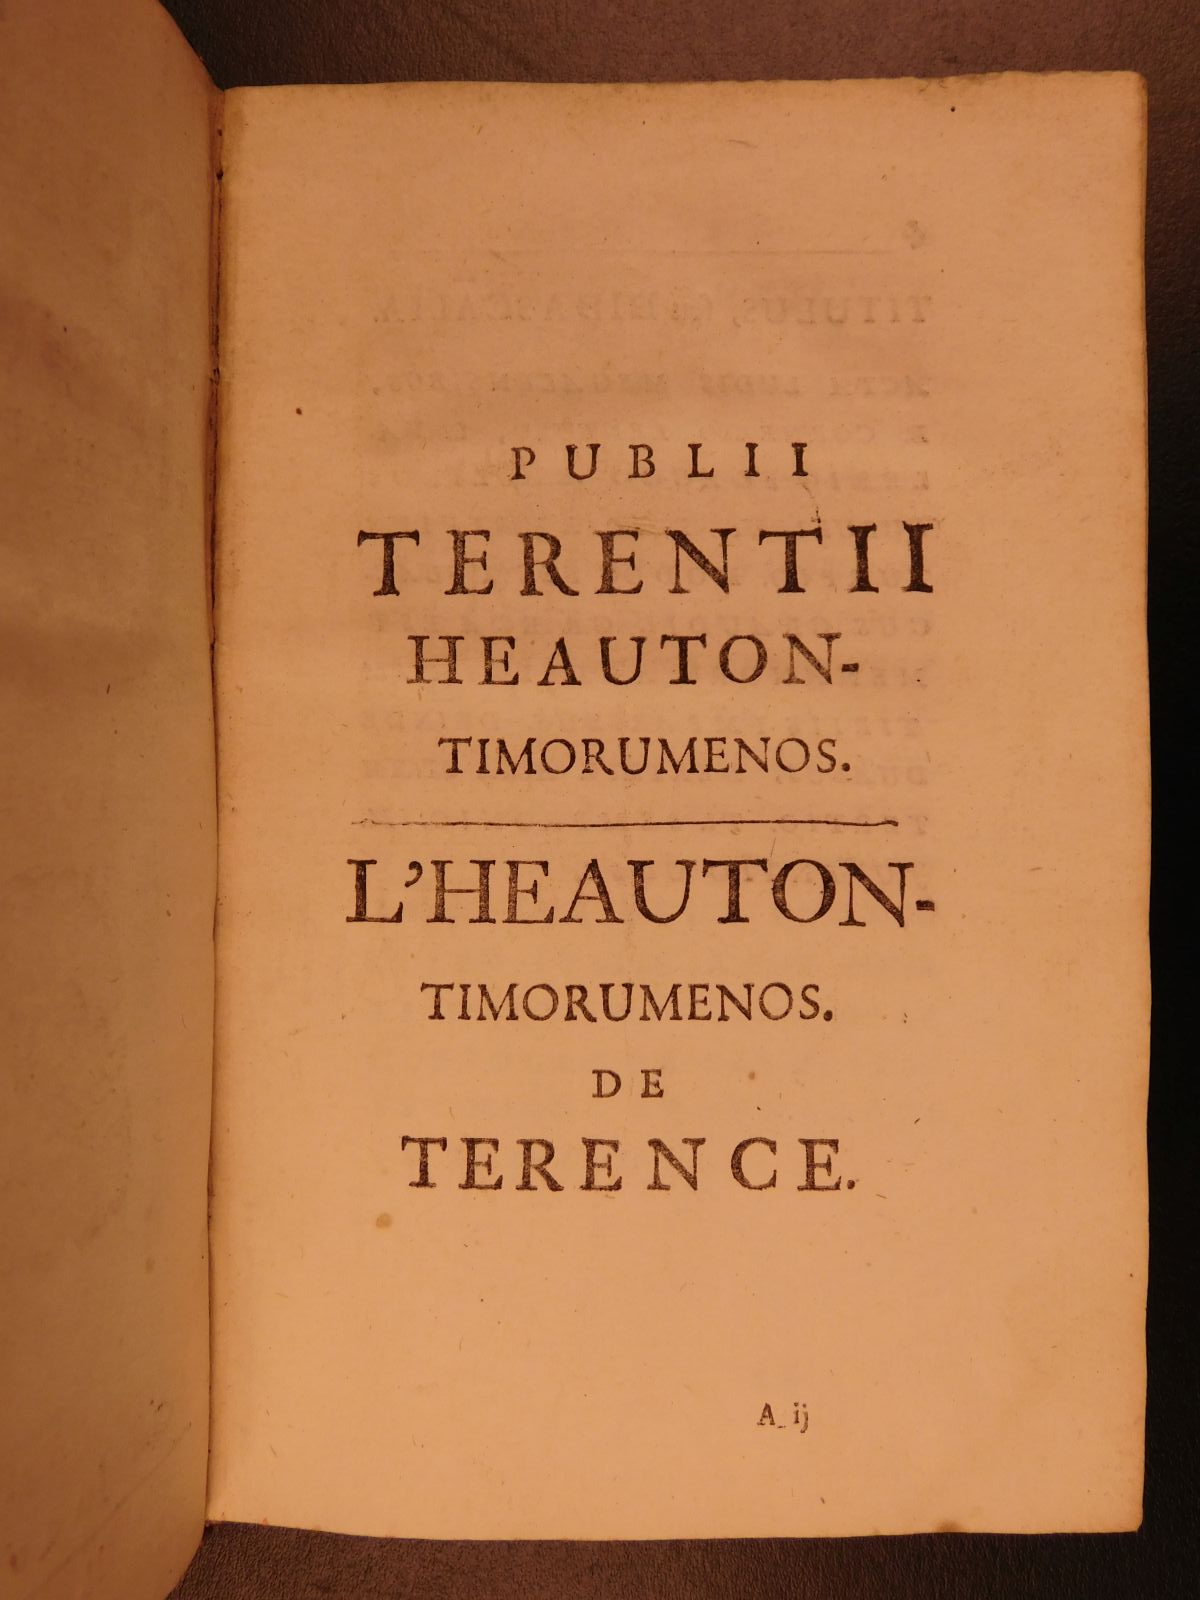 PUBLII
TERENTII
HEAUTON-
TIMORUMENOS.
L'HEAUTON-
TIMORUMENOS.
DE
TERENCE.
A ij